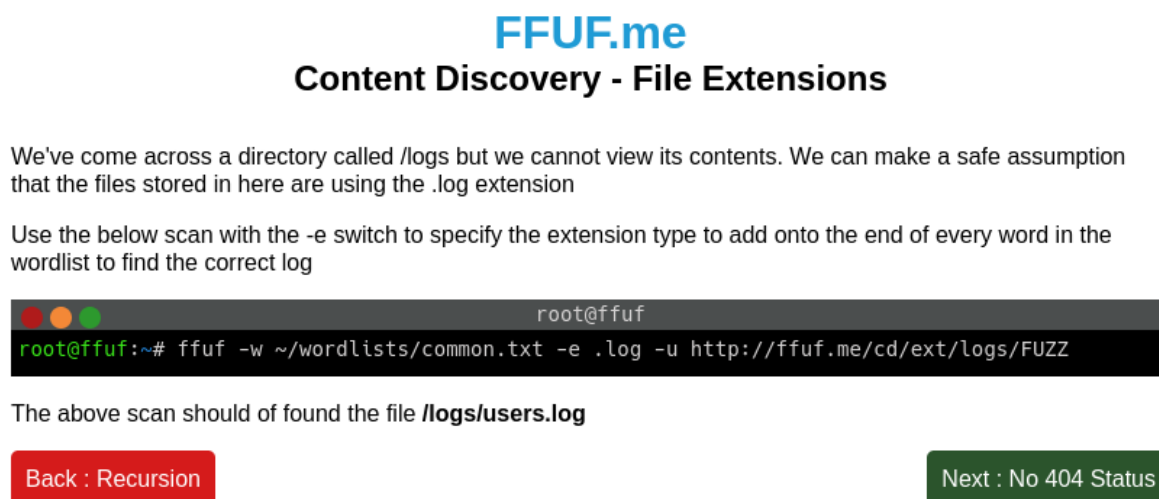 FFUF.me
Content Discovery - File Extensions
We've come across a directory called /logs but we cannot view its contents. We can make a safe assumption
that the files stored in here are using the .log extension
Use the below scan with the -e switch to specify the extension type to add onto the end of every word in the
wordlist to find the correct log
root@ffuf
root@ffuf:~# ffuf -w ~/wordlists/common.txt -e .log -u http://ffuf.me/cd/ext/logs/FUZZ
The above scan should of found the file /logs/users.log
Back : Recursion
Next : No 404 Status